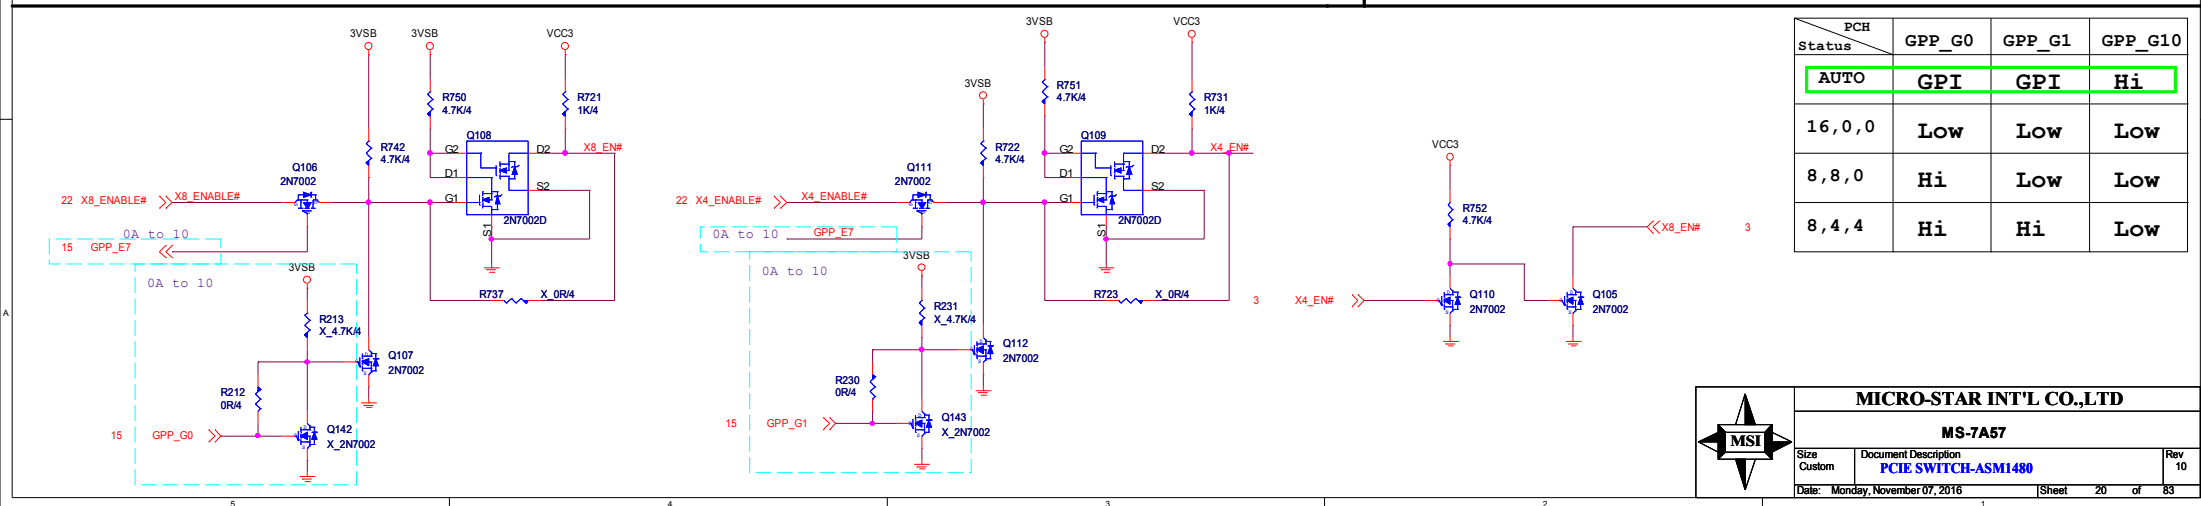 3VSB
3VSB
VCC3
R750
4.7K/4
R721
1K/4
R742
4.7K/4
Q108
G2
D2
X8_EN#
D1
S2
G1
S1
2N7002D
Q106
2N7002
22 X8_ENABLE#
X8_ENABLE#
0A to 10
15 GPP_E7
0A to 10
3VSB
R213
X_4.7K/4
R737
X_0R/4
Q107
2N7002
R212
0R/4
15 GPP_G0
Q142
X_2N7002
3VSB
VCC3
3VSB
R751
4.7K/4
R731
1K/4
R722
4.7K/4
Q109
G2
D2
X4_EN#
D1
S2
G1
S1
2N7002D
Q111
2N7002
22 X4_ENABLE#
X4_ENABLE#
0A to 10
GPP_E7
0A to 10
3VSB
R231
X_4.7K/4
R723
X_0R/4
Q112
2N7002
R230
0R/4
15 GPP_G1
Q143
X_2N7002
VCC3
R752
4.7K/4
X8_EN# 3
3 X4_EN#
Q110
2N7002
Q105
2N7002
PCH
Status
GPP_G0 GPP_G1 GPP_G10
AUTO GPI GPI Hi
16,0,0 Low Low Low
8,8,0 Hi Low Low
8,4,4 Hi Hi Low
MSI
MICRO-STAR INT'L CO.,LTD
MS-7A57
Size
Custom
Document Description
PCIE SWITCH-ASM1480
Rev
10
Date: Monday, November 07, 2016
Sheet 20 of 83
A
5 4 3 2 1